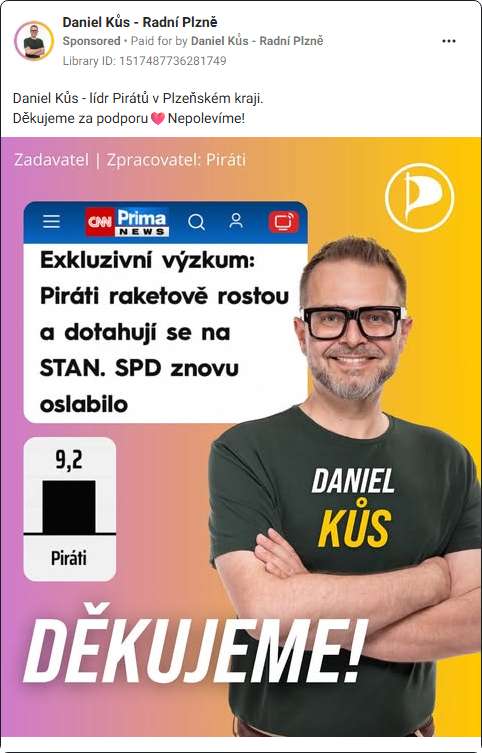 Daniel Kůs - Radní Plzně
Sponsored • Paid for by Daniel Kůs - Radní Plzně
Library ID: 1517487736281749
Daniel Kůs - lídr Pirátů v Plzeňském kraji.
Děkujeme za podporu❤️Nepolevíme!
Zadavatel | Zpracovatel: Piráti
CNN Prima
NEWS
Exkluzivní výzkum:
Piráti raketově rostou
a dotahují se na
STAN. SPD znovu
oslabilo
9,2
Piráti
DANIEL
KŮS
DĚKUJEME!